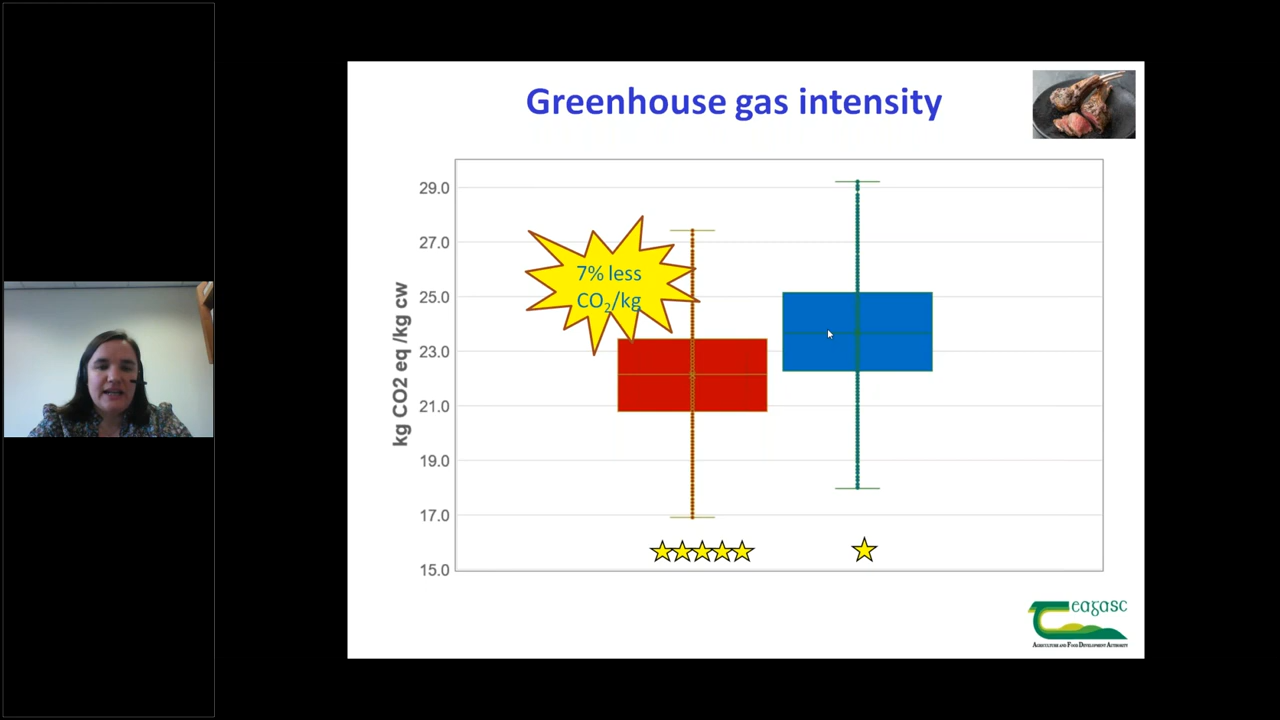 Greenhouse gas intensity
kg CO2 eq /kg cw
29.0
27.0
25.0
23.0
21.0
19.0
17.0
15.0
7% less
CO₂/kg
eagasc
AGRICULTURE AND FOOD DEVELOPMENT AUTHORITY